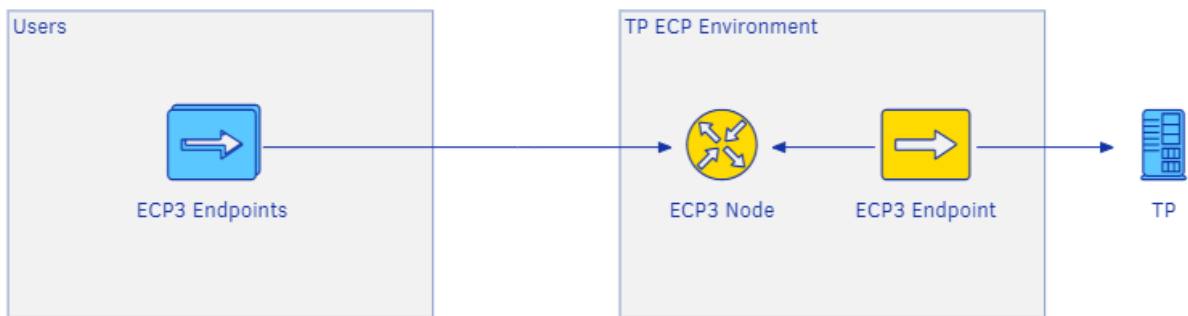 Users
TP ECP Environment
ECP3 Endpoints
ECP3 Node
ECP3 Endpoint
TP